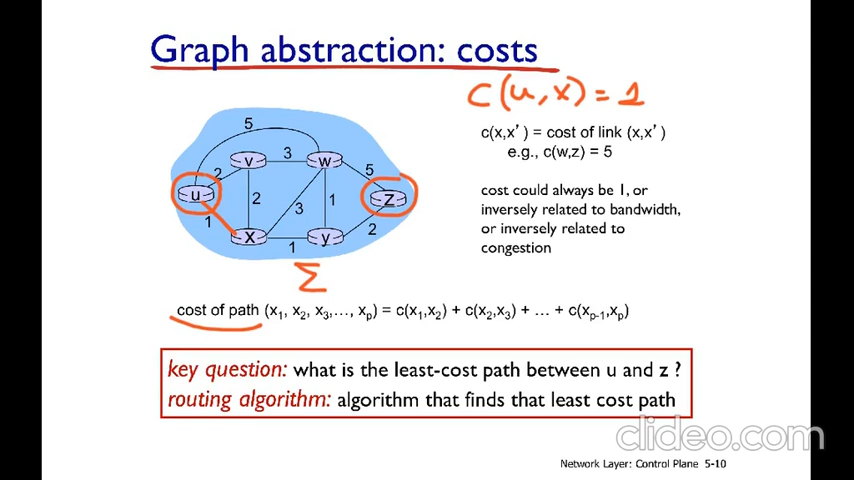 Graph abstraction: costs
c(u,x) = 1
c(x,x') = cost of link (x,x')
e.g., c(w,z) = 5
cost could always be 1, or
inversely related to bandwidth,
or inversely related to
congestion
5
v
3
w
2
5
u
2
3
1
z
1
x
1
y
2
Σ
cost of path (x₁, x₂, x₃,…, xₚ) = c(x₁,x₂) + c(x₂,x₃) + … + c(xₚ₋₁,xₚ)
key question: what is the least-cost path between u and z ?
routing algorithm: algorithm that finds that least cost path
clideo.com
Network Layer: Control Plane 5-10